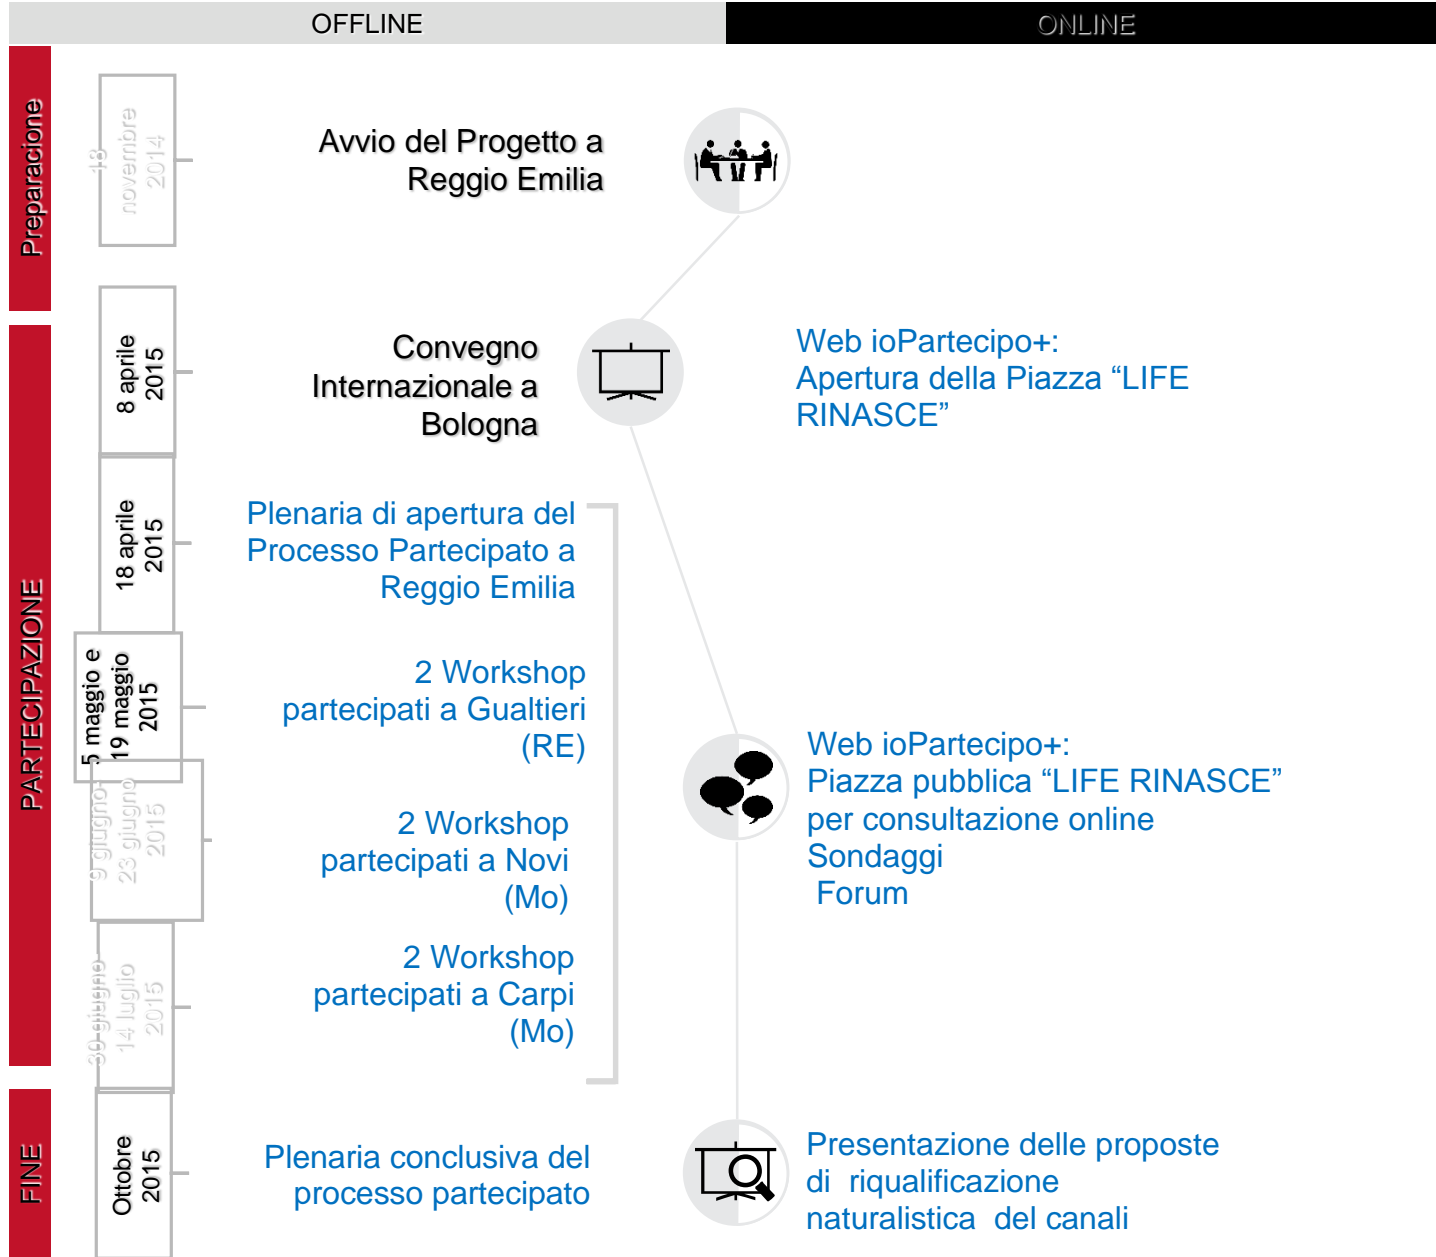 OFFLINE
ONLINE
Preparacione
18
novembre
2014
Avvio del Progetto a
Reggio Emilia
PARTECIPAZIONE
8 aprile
2015
Convegno
Internazionale a
Bologna
Web ioPartecipo+:
Apertura della Piazza “LIFE
RINASCE”
18 aprile
2015
Plenaria di apertura del
Processo Partecipato a
Reggio Emilia
5 maggio e
19 maggio
2015
2 Workshop
partecipati a Gualtieri
(RE)
9 giugno-
23 giugno
2015
2 Workshop
partecipati a Novi
(Mo)
Web ioPartecipo+:
Piazza pubblica “LIFE RINASCE”
per consultazione online
Sondaggi
Forum
30 giugno-
14 luglio
2015
2 Workshop
partecipati a Carpi
(Mo)
FINE
Ottobre
2015
Plenaria conclusiva del
processo partecipato
Presentazione delle proposte
di riqualificazione
naturalistica del canali